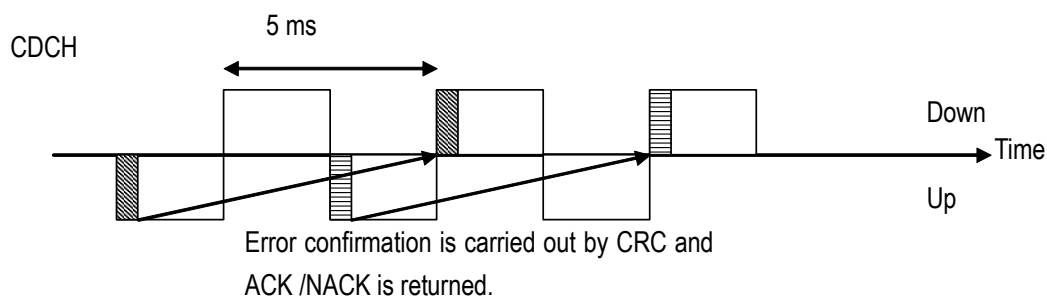 5 ms
CDCH
Down
Time
Up
Error confirmation is carried out by CRC and
ACK /NACK is returned.